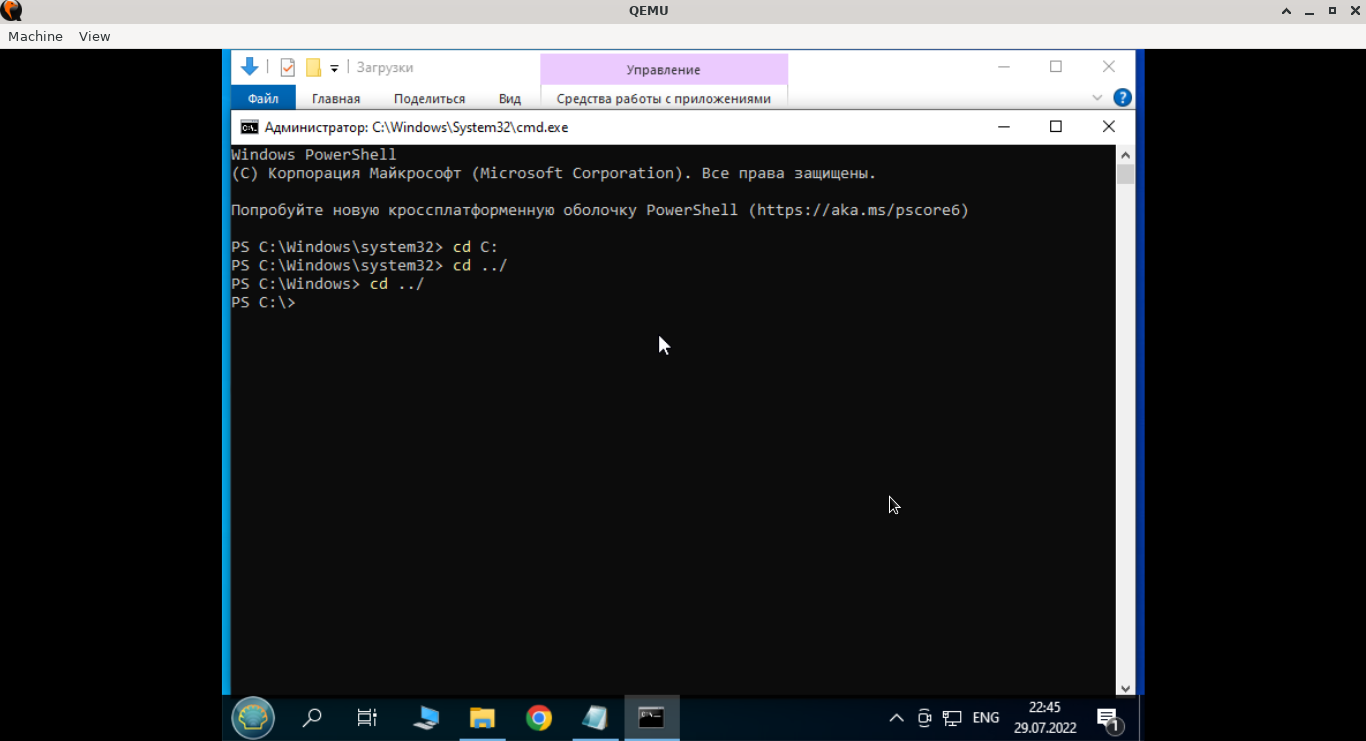 QEMU
Machine View
Загрузки
Управление
Файл Главная Поделиться Вид Средства работы с приложениями
Администратор: C:\Windows\System32\cmd.exe
Windows PowerShell
(C) Корпорация Майкрософт (Microsoft Corporation). Все права защищены.
Попробуйте новую кроссплатформенную оболочку PowerShell (https://aka.ms/pscore6)
PS C:\Windows\system32> cd C:
PS C:\Windows\system32> cd ../
PS C:\Windows> cd ../
PS C:\>
ENG
22:45
29.07.2022
1